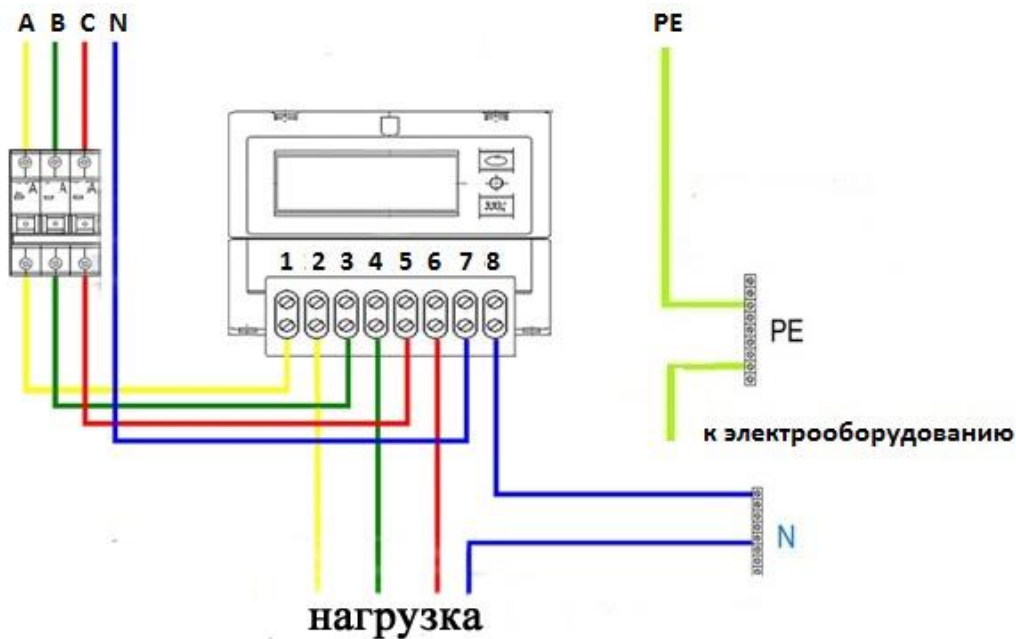 A B C N
PE
A A A
1 2 3 4 5 6 7 8
PE
к электрооборудованию
N
нагрузка